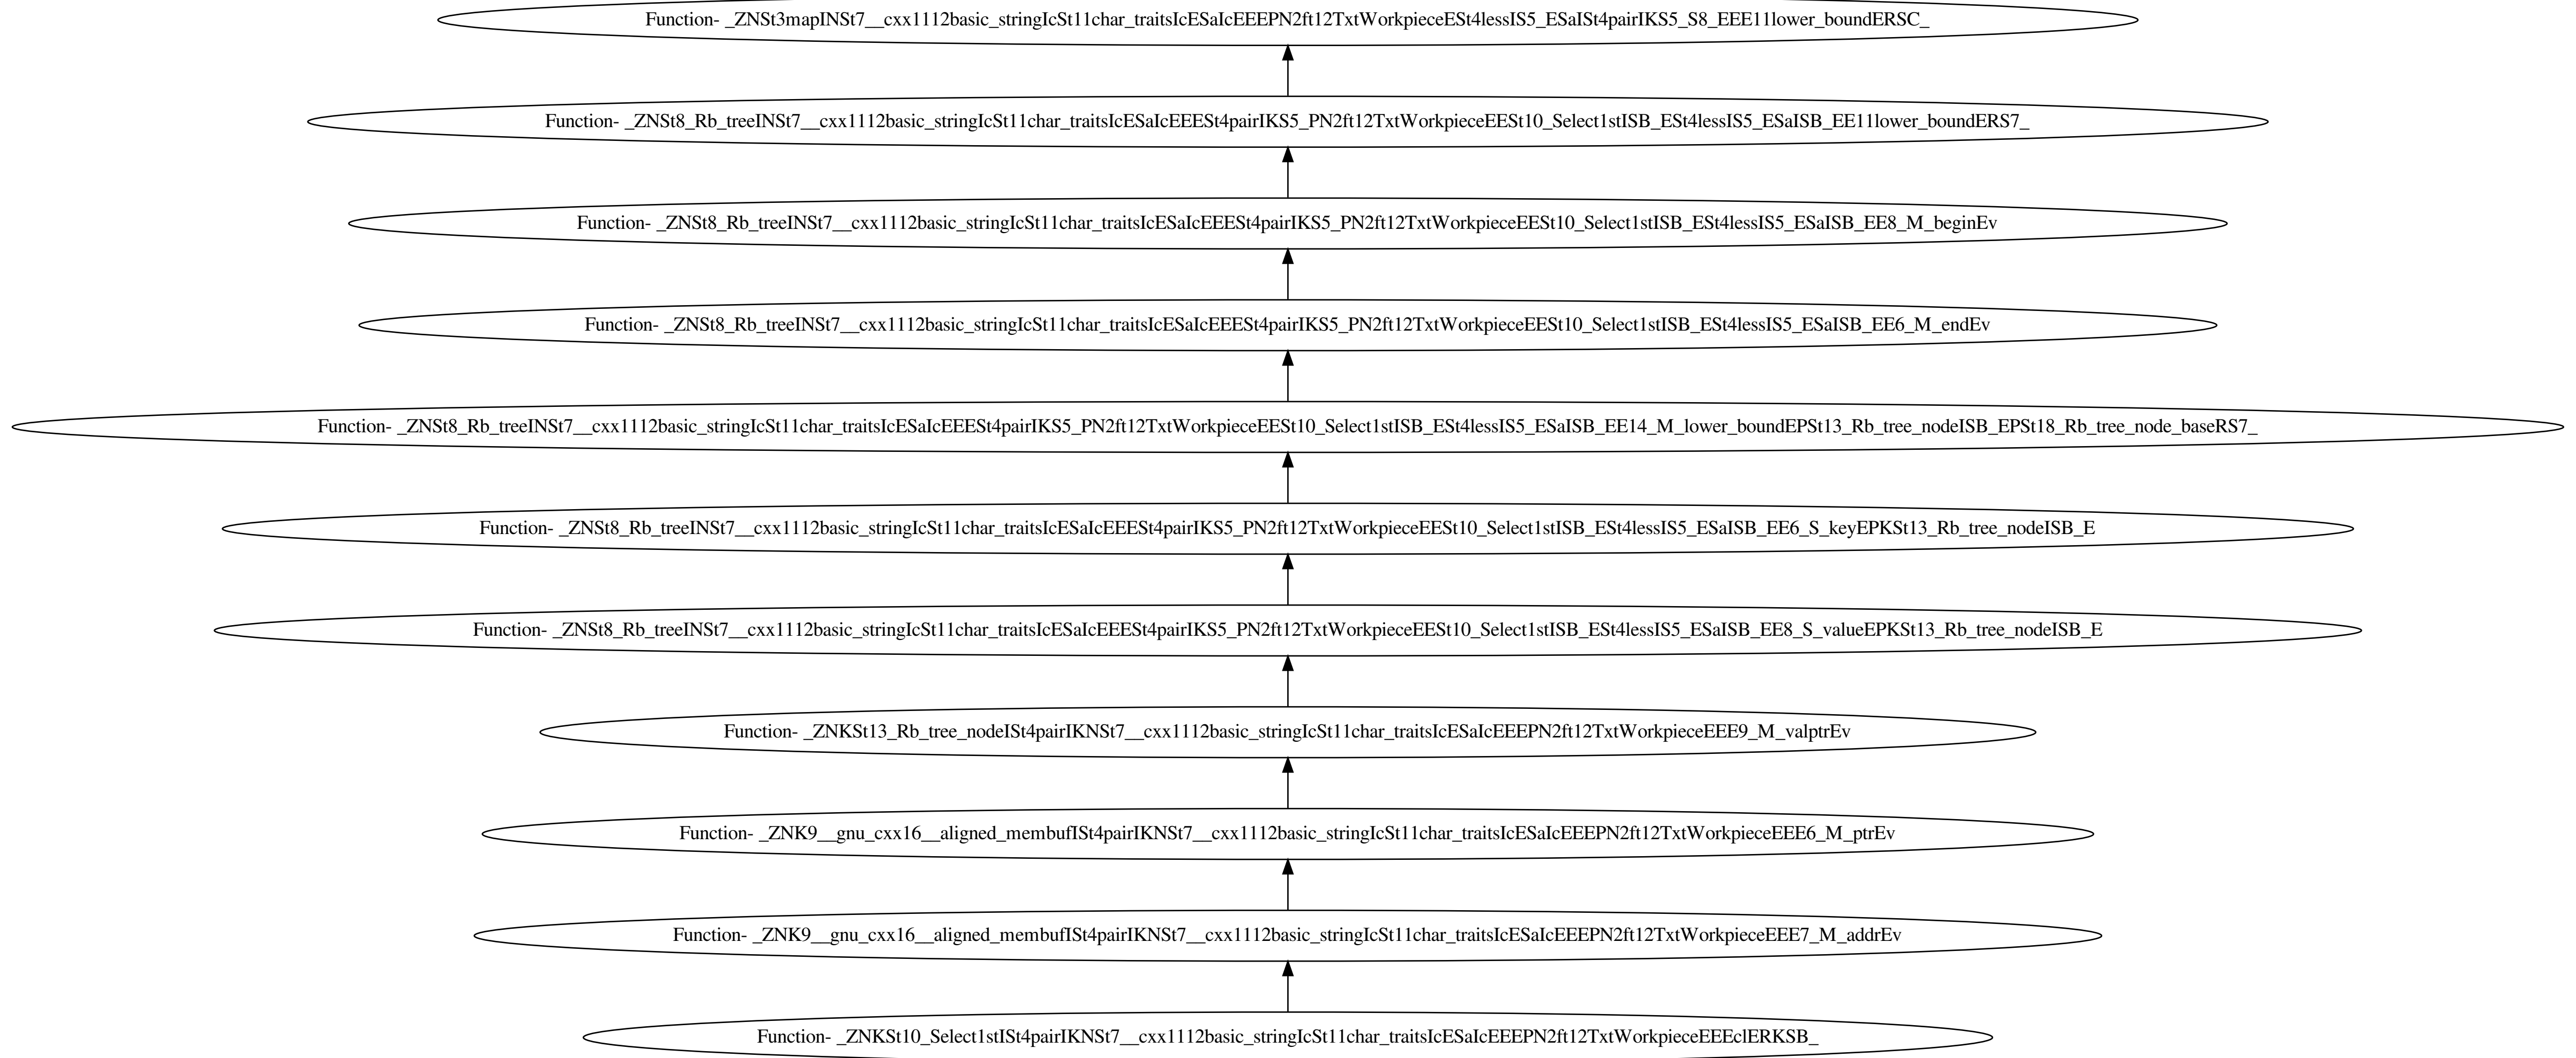 Function- _ZNSt3mapINSt7__cxx1112basic_stringIcSt11char_traitsIcESaIcEEEPN2ft12TxtWorkpieceESt4lessIS5_ESaISt4pairIKS5_S8_EEE11lower_boundERSC_
Function- _ZNSt8_Rb_treeINSt7__cxx1112basic_stringIcSt11char_traitsIcESaIcEEESt4pairIKS5_PN2ft12TxtWorkpieceEESt10_Select1stISB_ESt4lessIS5_ESaISB_EE11lower_boundERS7_
Function- _ZNSt8_Rb_treeINSt7__cxx1112basic_stringIcSt11char_traitsIcESaIcEEESt4pairIKS5_PN2ft12TxtWorkpieceEESt10_Select1stISB_ESt4lessIS5_ESaISB_EE8_M_beginEv
Function- _ZNSt8_Rb_treeINSt7__cxx1112basic_stringIcSt11char_traitsIcESaIcEEESt4pairIKS5_PN2ft12TxtWorkpieceEESt10_Select1stISB_ESt4lessIS5_ESaISB_EE6_M_endEv
Function- _ZNSt8_Rb_treeINSt7__cxx1112basic_stringIcSt11char_traitsIcESaIcEEESt4pairIKS5_PN2ft12TxtWorkpieceEESt10_Select1stISB_ESt4lessIS5_ESaISB_EE14_M_lower_boundEPSt13_Rb_tree_nodeISB_EPSt18_Rb_tree_node_baseRS7_
Function- _ZNSt8_Rb_treeINSt7__cxx1112basic_stringIcSt11char_traitsIcESaIcEEESt4pairIKS5_PN2ft12TxtWorkpieceEESt10_Select1stISB_ESt4lessIS5_ESaISB_EE6_S_keyEPKSt13_Rb_tree_nodeISB_E
Function- _ZNSt8_Rb_treeINSt7__cxx1112basic_stringIcSt11char_traitsIcESaIcEEESt4pairIKS5_PN2ft12TxtWorkpieceEESt10_Select1stISB_ESt4lessIS5_ESaISB_EE8_S_valueEPKSt13_Rb_tree_nodeISB_E
Function- _ZNKSt13_Rb_tree_nodeISt4pairIKNSt7__cxx1112basic_stringIcSt11char_traitsIcESaIcEEEPN2ft12TxtWorkpieceEEE9_M_valptrEv
Function- _ZNK9__gnu_cxx16__aligned_membufISt4pairIKNSt7__cxx1112basic_stringIcSt11char_traitsIcESaIcEEEPN2ft12TxtWorkpieceEEE6_M_ptrEv
Function- _ZNK9__gnu_cxx16__aligned_membufISt4pairIKNSt7__cxx1112basic_stringIcSt11char_traitsIcESaIcEEEPN2ft12TxtWorkpieceEEE7_M_addrEv
Function- _ZNKSt10_Select1stISt4pairIKNSt7__cxx1112basic_stringIcSt11char_traitsIcESaIcEEEPN2ft12TxtWorkpieceEEEclERKSB_